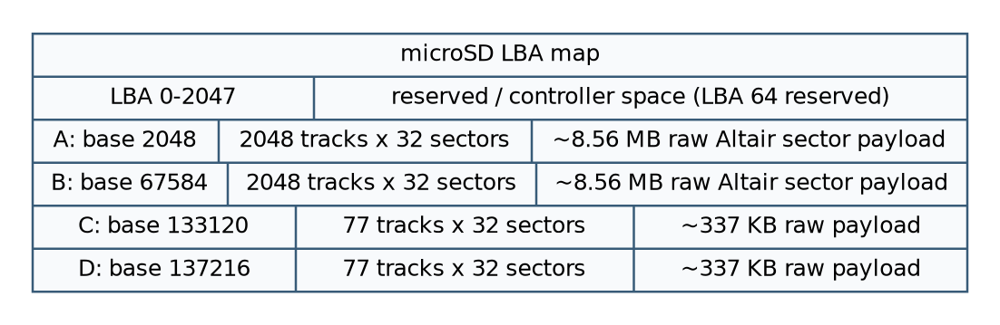 microSD LBA map
LBA 0-2047 reserved / controller space (LBA 64 reserved)
A: base 2048 2048 tracks x 32 sectors ~8.56 MB raw Altair sector payload
B: base 67584 2048 tracks x 32 sectors ~8.56 MB raw Altair sector payload
C: base 133120 77 tracks x 32 sectors ~337 KB raw payload
D: base 137216 77 tracks x 32 sectors ~337 KB raw payload